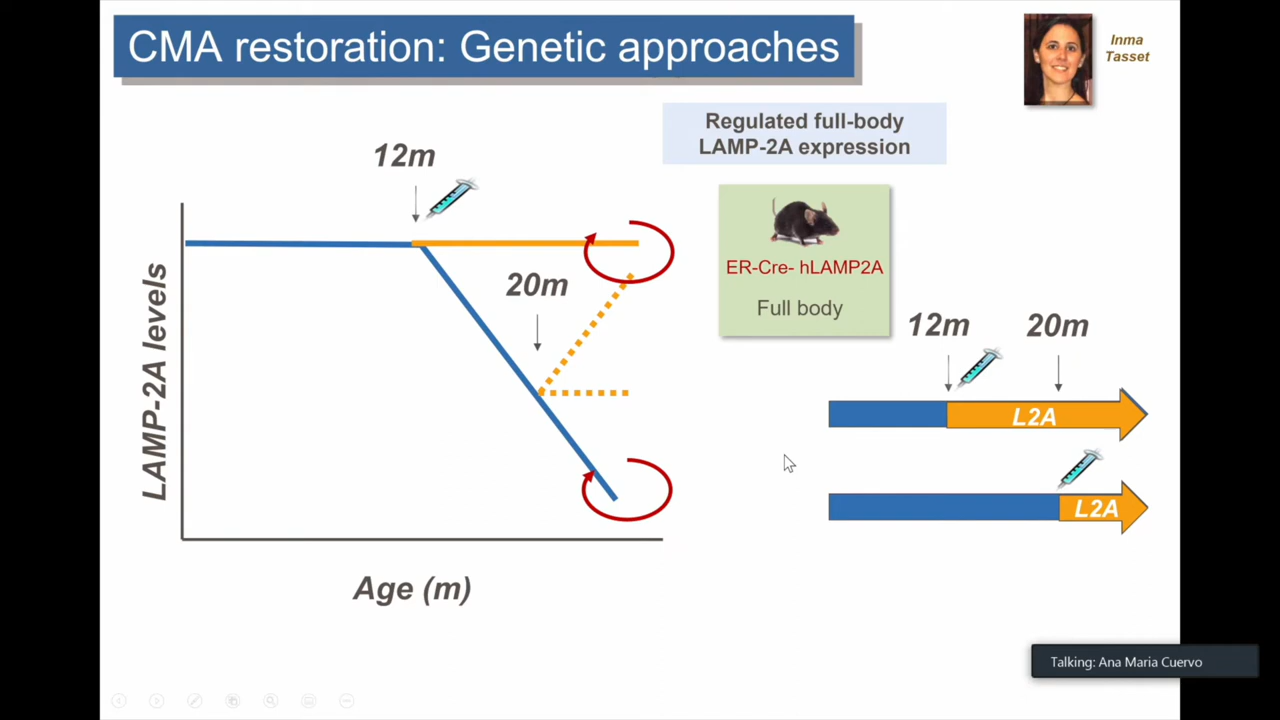 CMA restoration: Genetic approaches
Inma
Tasset
Regulated full-body
LAMP-2A expression
12m
20m
LAMP-2A levels
Age (m)
ER-Cre- hLAMP2A
Full body
12m
20m
L2A
L2A
Talking: Ana Maria Cuervo